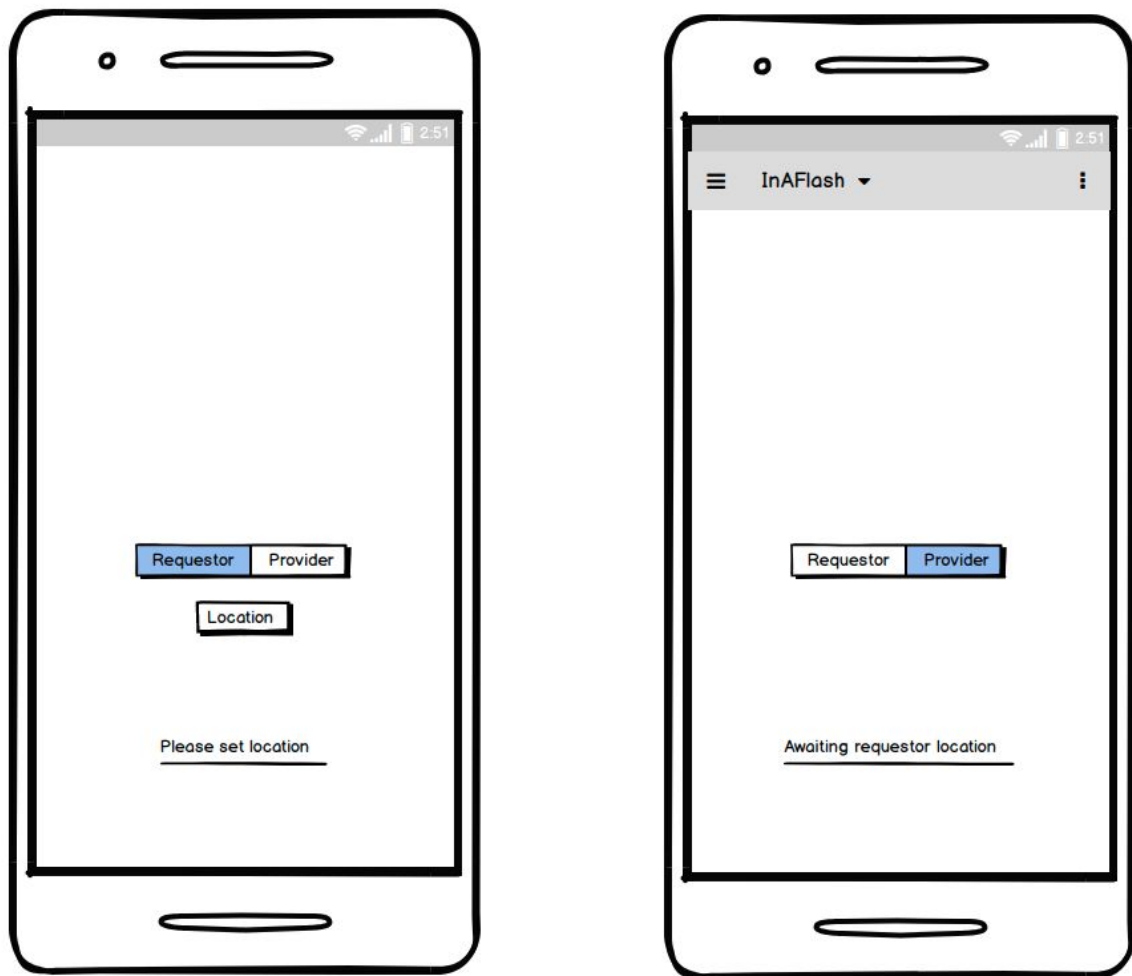 2:51
Requestor Provider
Location
Please set location
2:51
InAFlash
Requestor Provider
Awaiting requestor location